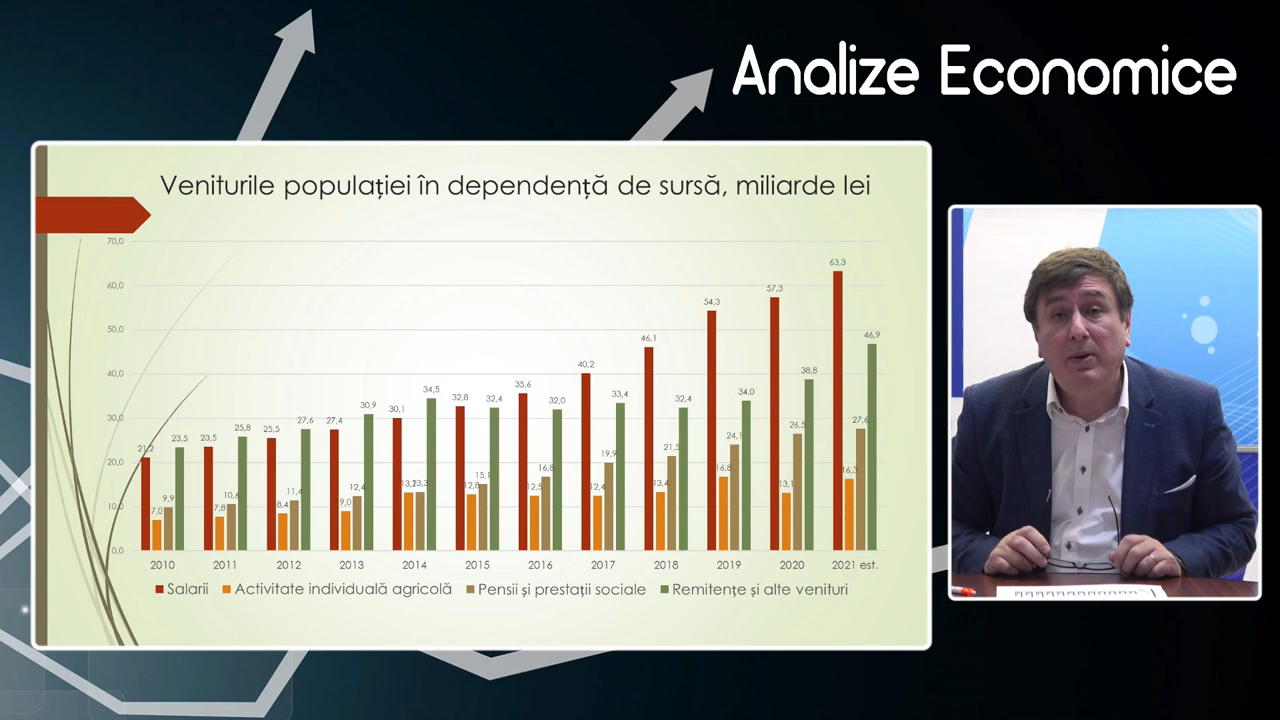 Analize Economice
Veniturile populației în dependență de sursă, miliarde lei
70,0
60,0
50,0
40,0
30,0
20,0
10,0
0,0
21,2 7,0 9,9 23,5
23,5 7,8 10,6 25,8
25,5 8,4 11,4 27,6
27,4 9,0 12,4 30,9
30,1 13,2 13,3 34,5
32,8 12,8 15,1 32,4
35,6 12,5 16,8 32,0
40,2 12,4 19,9 33,4
46,1 13,4 21,5 32,4
54,3 16,8 24,1 34,0
57,3 13,1 26,5 38,8
63,3 16,3 27,6 46,9
2010 2011 2012 2013 2014 2015 2016 2017 2018 2019 2020 2021 est.
Salarii Activitate individuală agricolă Pensii și prestații sociale Remitențe și alte venituri